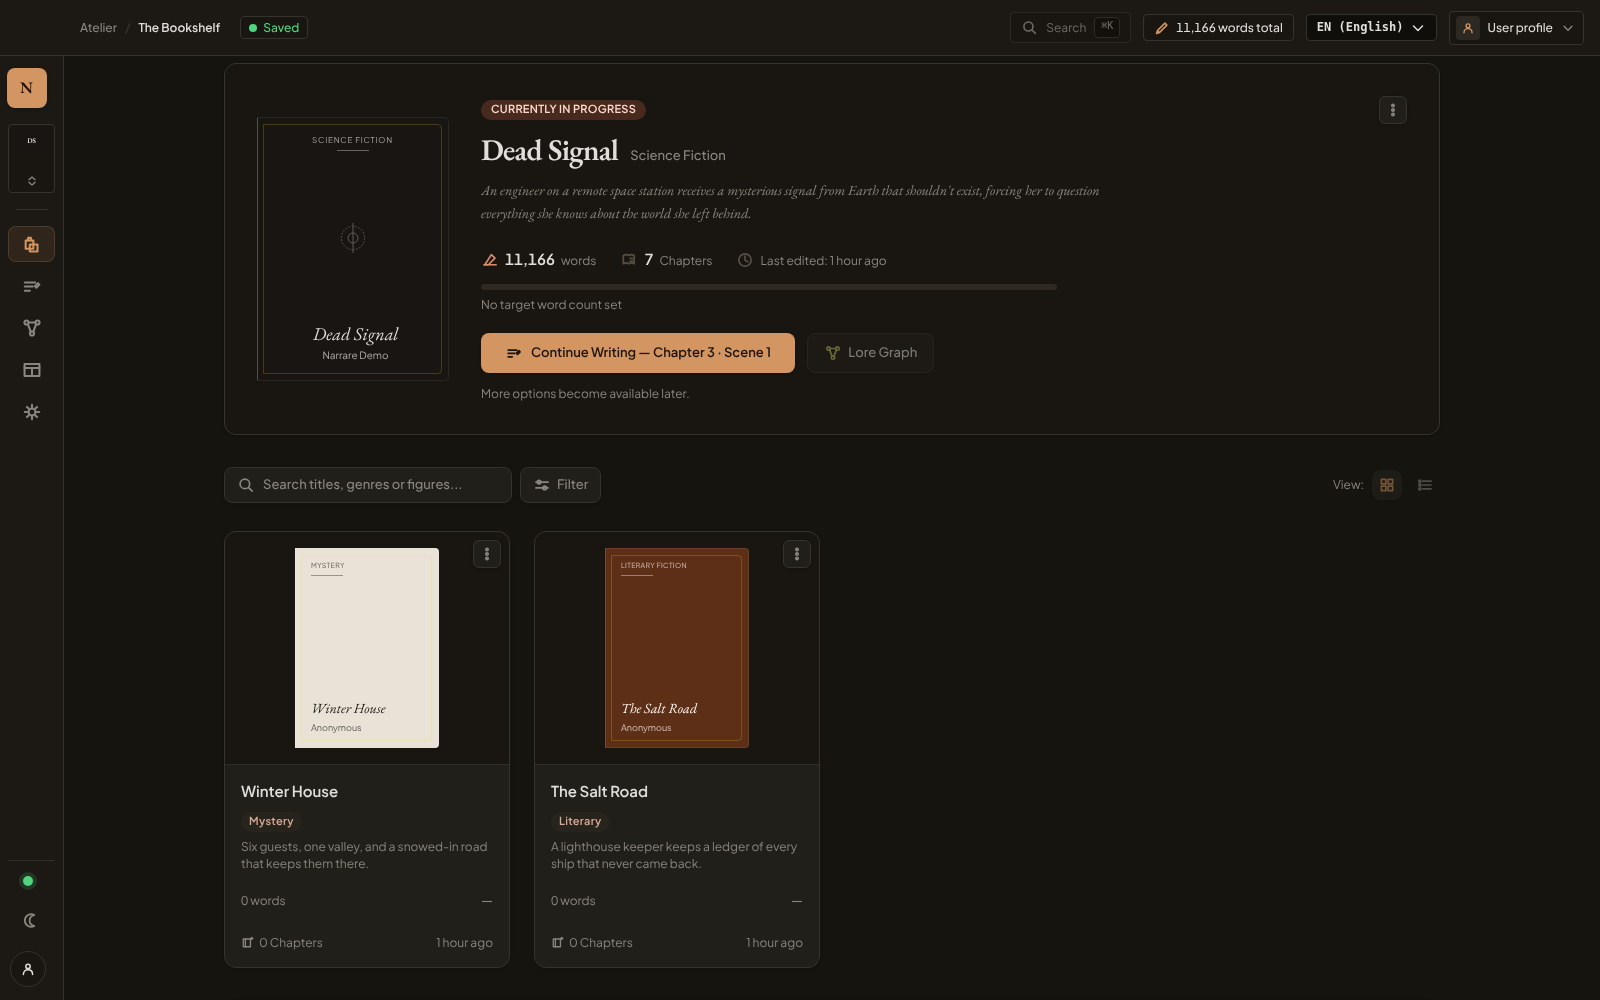 Atelier / The Bookshelf
Saved
Search ⌘K
11,166 words total
EN (English)
User profile
N
DS
SCIENCE FICTION
Dead Signal
Narrare Demo
CURRENTLY IN PROGRESS
Dead Signal Science Fiction
An engineer on a remote space station receives a mysterious signal from Earth that shouldn't exist, forcing her to question
everything she knows about the world she left behind.
11,166 words 7 Chapters Last edited: 1 hour ago
No target word count set
Continue Writing — Chapter 3 · Scene 1
Lore Graph
More options become available later.
Search titles, genres or figures...
Filter
View:
MYSTERY
Winter House
Anonymous
Winter House
Mystery
Six guests, one valley, and a snowed-in road
that keeps them there.
0 words —
0 Chapters 1 hour ago
LITERARY FICTION
The Salt Road
Anonymous
The Salt Road
Literary
A lighthouse keeper keeps a ledger of every
ship that never came back.
0 words —
0 Chapters 1 hour ago